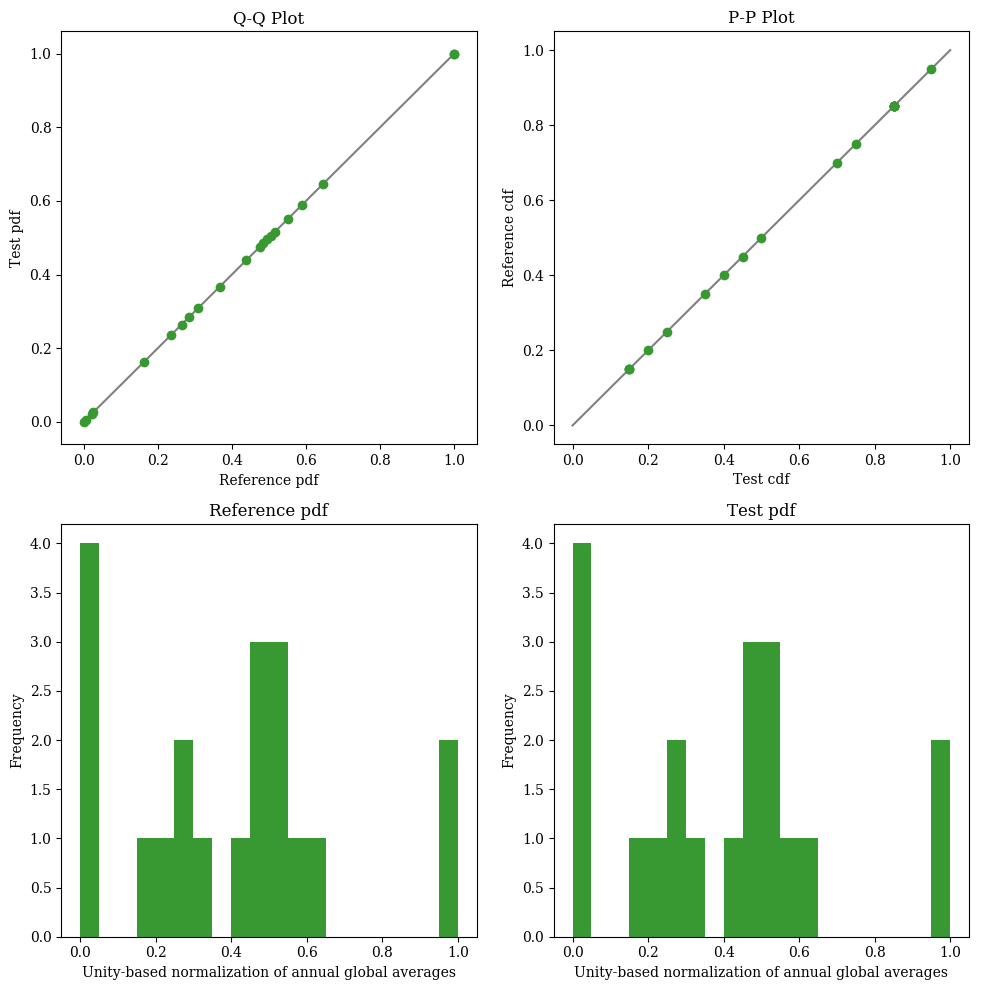 Q-Q Plot
1.0
0.8
0.6
0.4
0.2
0.0
Test pdf
0.0 0.2 0.4 0.6 0.8 1.0
Reference pdf
P-P Plot
1.0
0.8
0.6
0.4
0.2
0.0
Reference cdf
0.0 0.2 0.4 0.6 0.8 1.0
Test cdf
Reference pdf
4.0
3.5
3.0
2.5
2.0
1.5
1.0
0.5
0.0
Frequency
0.0 0.2 0.4 0.6 0.8 1.0
Unity-based normalization of annual global averages
Test pdf
4.0
3.5
3.0
2.5
2.0
1.5
1.0
0.5
0.0
Frequency
0.0 0.2 0.4 0.6 0.8 1.0
Unity-based normalization of annual global averages